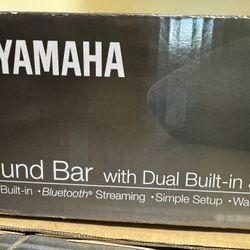 YAMAHA
und Bar with Dual Built-in
Built-in • Bluetooth® Streaming • Simple Setup • Wa